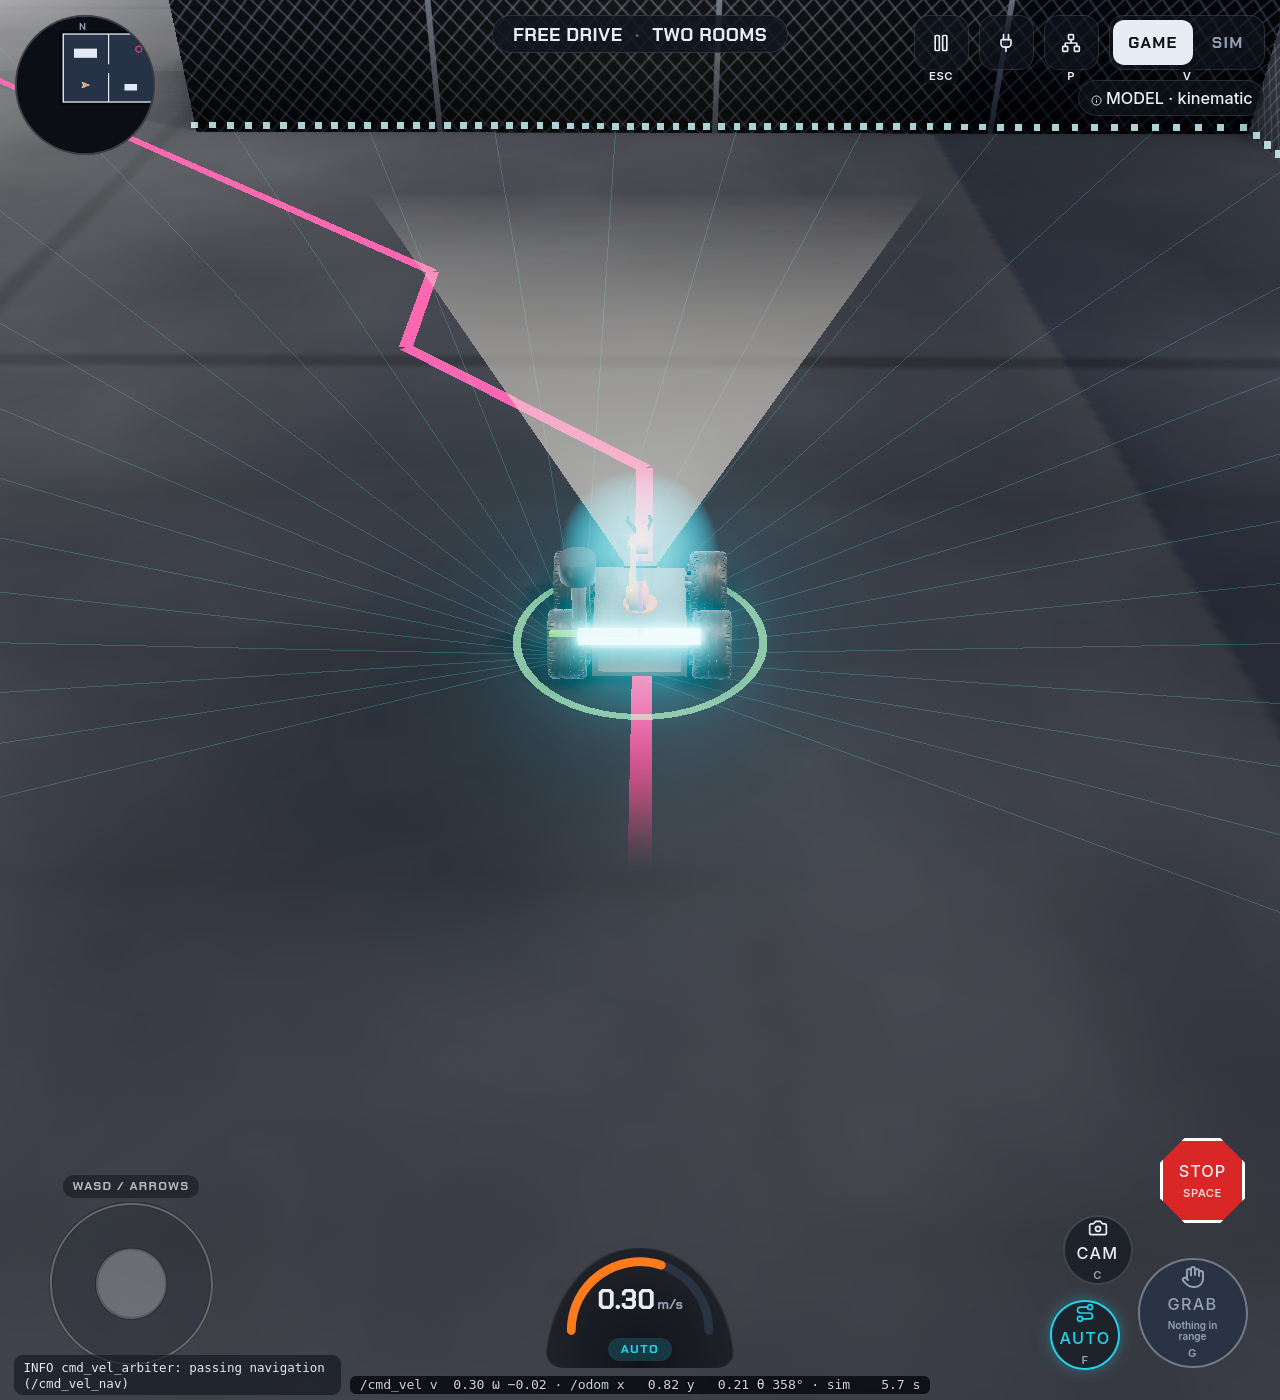 N
FREE DRIVE · TWO ROOMS
ESC
P
GAME
SIM
V
MODEL · kinematic
WASD / ARROWS
STOP
SPACE
CAM
C
GRAB
Nothing in
range
G
AUTO
F
0.30 m/s
AUTO
INFO cmd_vel_arbiter: passing navigation
(/cmd_vel_nav)
/cmd_vel v 0.30 ω −0.02 · /odom x 0.82 y 0.21 θ 358° · sim 5.7 s